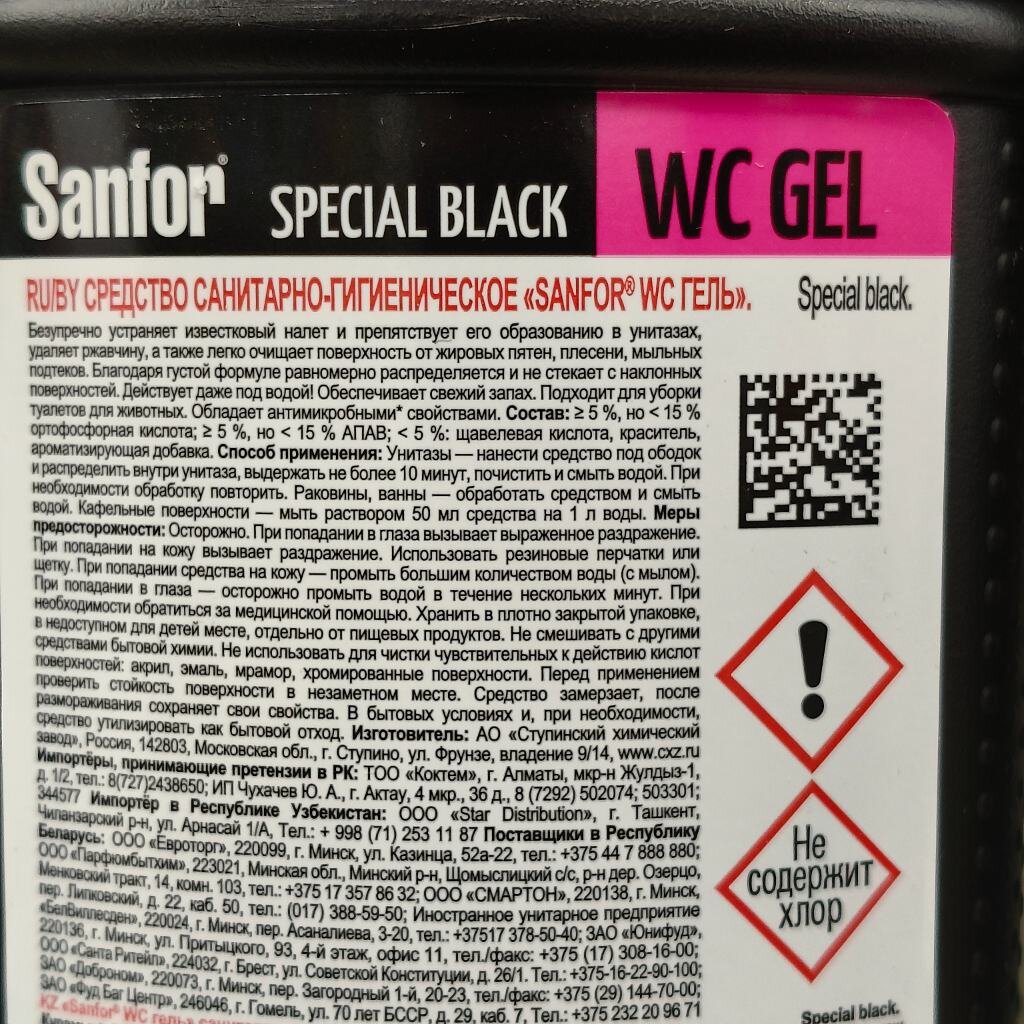 Sanfor®
SPECIAL BLACK
WC GEL
RU/BY СРЕДСТВО САНИТАРНО-ГИГИЕНИЧЕСКОЕ «SANFOR® WC ГЕЛЬ».
Special black.
Безупречно устраняет известковый налет и препятствует его образованию в унитазах,
удаляет ржавчину, а также легко очищает поверхность от жировых пятен, плесени, мыльных
подтеков. Благодаря густой формуле равномерно распределяется и не стекает с наклонных
поверхностей. Действует даже под водой! Обеспечивает свежий запах. Подходит для уборки
туалетов для животных. Обладает антимикробными* свойствами. Состав: ≥ 5 %, но < 15 %
ортофосфорная кислота; ≥ 5 %, но < 15 % АПАВ; < 5 %: щавелевая кислота, краситель,
ароматизирующая добавка. Способ применения: Унитазы — нанести средство под ободок
и распределить внутри унитаза, выдержать не более 10 минут, почистить и смыть водой. При
необходимости обработку повторить. Раковины, ванны — обработать средством и смыть
водой. Кафельные поверхности — мыть раствором 50 мл средства на 1 л воды. Меры
предосторожности: Осторожно. При попадании в глаза вызывает выраженное раздражение.
При попадании на кожу вызывает раздражение. Использовать резиновые перчатки или
щетку. При попадании средства на кожу — промыть большим количеством воды (с мылом).
При попадании в глаза — осторожно промыть водой в течение нескольких минут. При
необходимости обратиться за медицинской помощью. Хранить в плотно закрытой упаковке,
в недоступном для детей месте, отдельно от пищевых продуктов. Не смешивать с другими
средствами бытовой химии. Не использовать для чистки чувствительных к действию кислот
поверхностей: акрил, эмаль, мрамор, хромированные поверхности. Перед применением
проверить стойкость поверхности в незаметном месте. Средство замерзает, после
размораживания сохраняет свои свойства. В бытовых условиях и, при необходимости,
средство утилизировать как бытовой отход. Изготовитель: АО «Ступинский химический
завод», Россия, 142803, Московская обл., г. Ступино, ул. Фрунзе, владение 9/14, www.cxz.ru
Импортёры, принимающие претензии в РК: ТОО «Коктем», г. Алматы, мкр-н Жулдыз-1,
д. 1/2, тел.: 8(727)2438650; ИП Чухачев Ю. А., г. Актау, 4 мкр., 36 д., 8 (7292) 502074; 503301;
344577 Импортёр в Республике Узбекистан: ООО «Star Distribution», г. Ташкент,
Чиланзарский р-н, ул. Арнасай 1/А, Тел.: + 998 (71) 253 11 87 Поставщики в Республику
Беларусь: ООО «Евроторг», 220099, г. Минск, ул. Казинца, 52а-22, тел.: +375 44 7 888 880;
ООО «Парфюмбытхим», 223021, Минская обл., Минский р-н, Щомыслицкий с/с, р-н дер. Озерцо,
Менковский тракт, 14, комн. 103, тел.: +375 17 357 86 32; ООО «СМАРТОН», 220138, г. Минск,
пер. Липковский, д. 22, каб. 50, тел.: (017) 388-59-50; Иностранное унитарное предприятие
«БелВиллесден», 220024, г. Минск, пер. Асаналиева, 3-20, тел.: +37517 378-50-40; ЗАО «Юнифуд»,
220136, г. Минск, ул. Притыцкого, 93, 4-й этаж, офис 11, тел./факс: +375 (17) 308-16-00;
ООО «Санта Ритейл», 224032, г. Брест, ул. Советской Конституции, д. 26/1. Тел.: +375-16-22-90-100;
ЗАО «Доброном», 220073, г. Минск, пер. Загородный 1-й, 20-23, тел./факс: +375 (29) 144-70-00;
ЗАО «Фуд Баг Центр», 246046, г. Гомель, ул. 70 лет БССР, д. 29, каб. 7, Тел.: +375 232 20 96 71
KZ «Sanfor® WC гель»
Не
содержит
хлор
Special black.